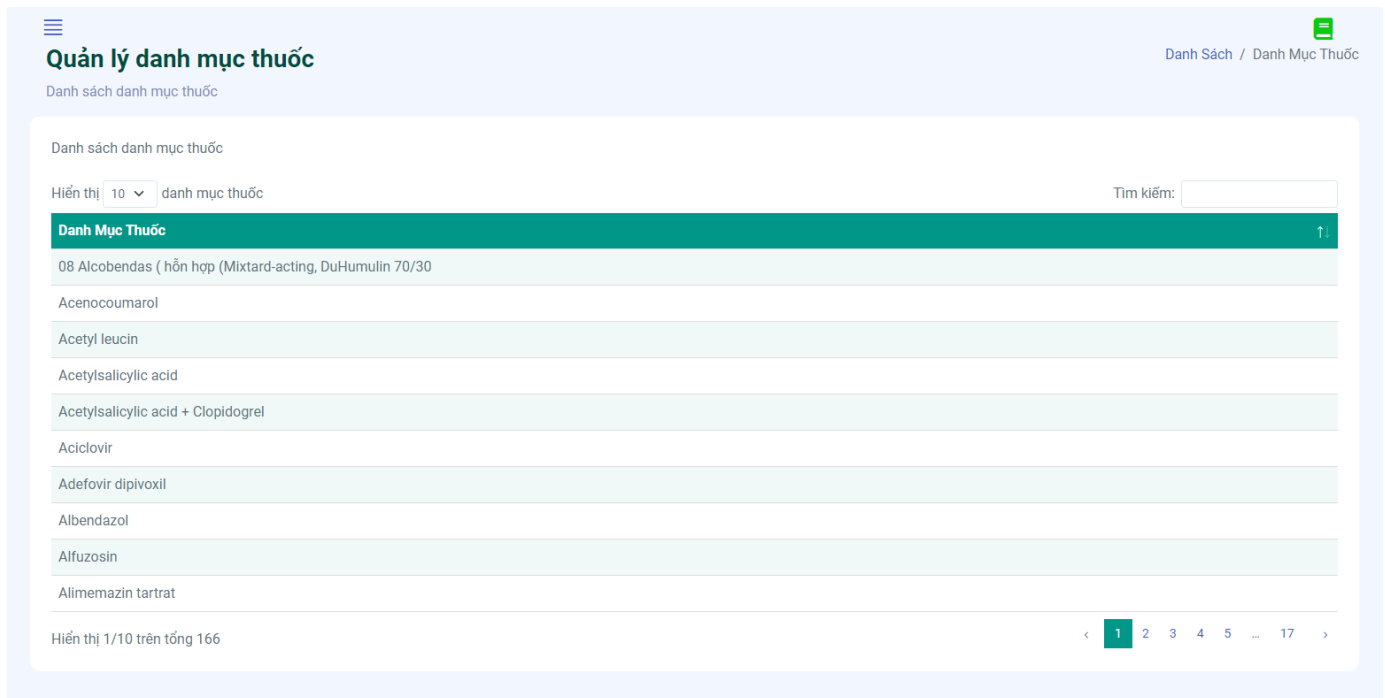 Quản lý danh mục thuốc
Danh Sách / Danh Mục Thuốc
Danh sách danh mục thuốc
Danh sách danh mục thuốc
Hiển thị 10 danh mục thuốc
Tìm kiếm:
Danh Mục Thuốc
08 Alcobendas ( hỗn hợp (Mixtard-acting, DuHumulin 70/30
Acenocoumarol
Acetyl leucin
Acetylsalicylic acid
Acetylsalicylic acid + Clopidogrel
Aciclovir
Adefovir dipivoxil
Albendazol
Alfuzosin
Alimemazin tartrat
Hiển thị 1/10 trên tổng 166
‹ 1 2 3 4 5 … 17 ›